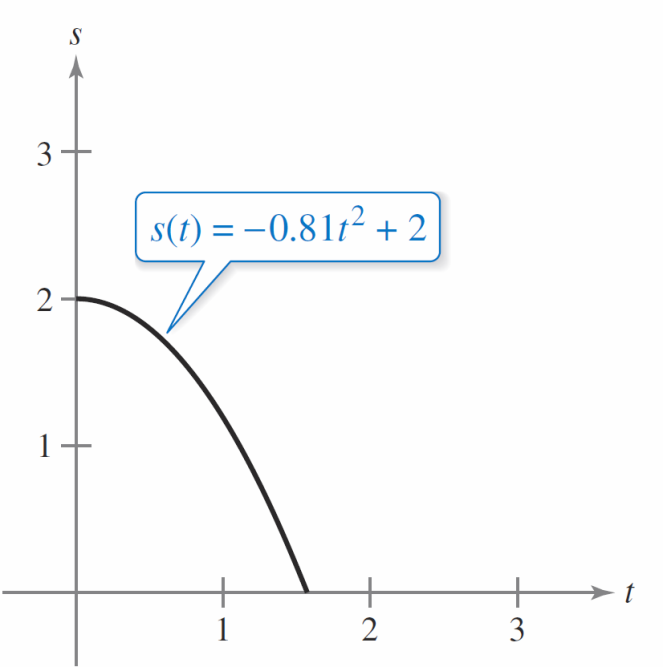 s
3
s(t) = −0.81t² + 2
2
1
t
1 2 3